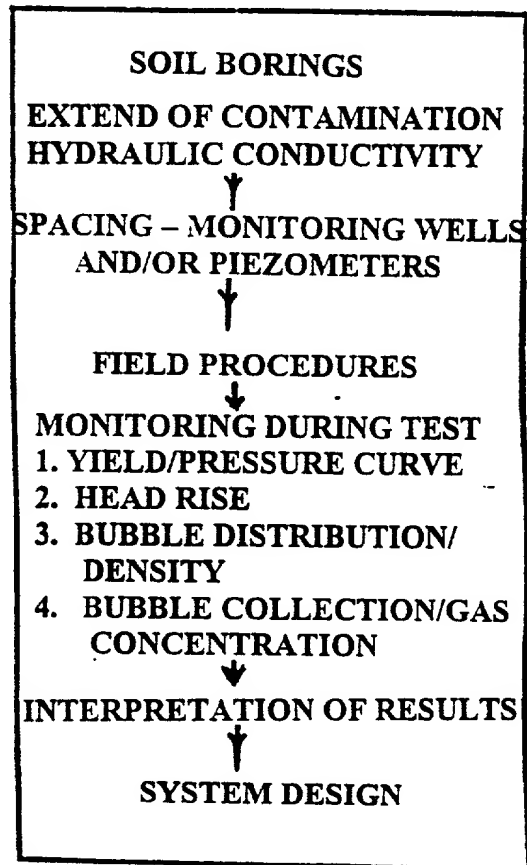 SOIL BORINGS
EXTEND OF CONTAMINATION
HYDRAULIC CONDUCTIVITY
SPACING – MONITORING WELLS
AND/OR PIEZOMETERS
FIELD PROCEDURES
MONITORING DURING TEST
1. YIELD/PRESSURE CURVE
2. HEAD RISE
3. BUBBLE DISTRIBUTION/
DENSITY
4. BUBBLE COLLECTION/GAS
CONCENTRATION
INTERPRETATION OF RESULTS
SYSTEM DESIGN